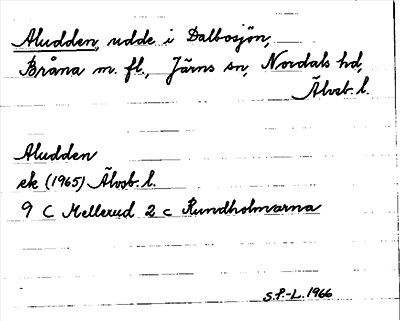 Aludden, udde i Dalbosjön,
Bråna m. fl., Järns sn, Nordals hd,
Älvsb. l.
Aludden
ek (1965) Älvsb. l.
9 C Mellerud 2 c Rundholmarna
S.P.-L. 1966